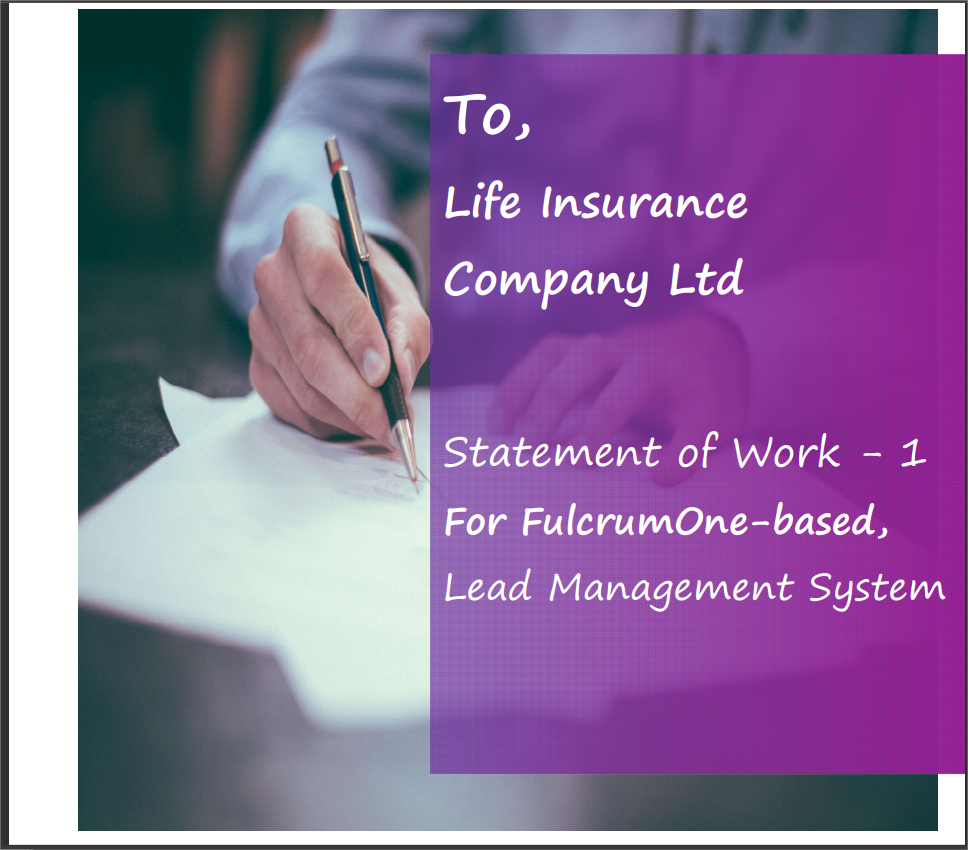 To,
Life Insurance
Company Ltd
Statement of Work - 1
For FulcrumOne-based,
Lead Management System